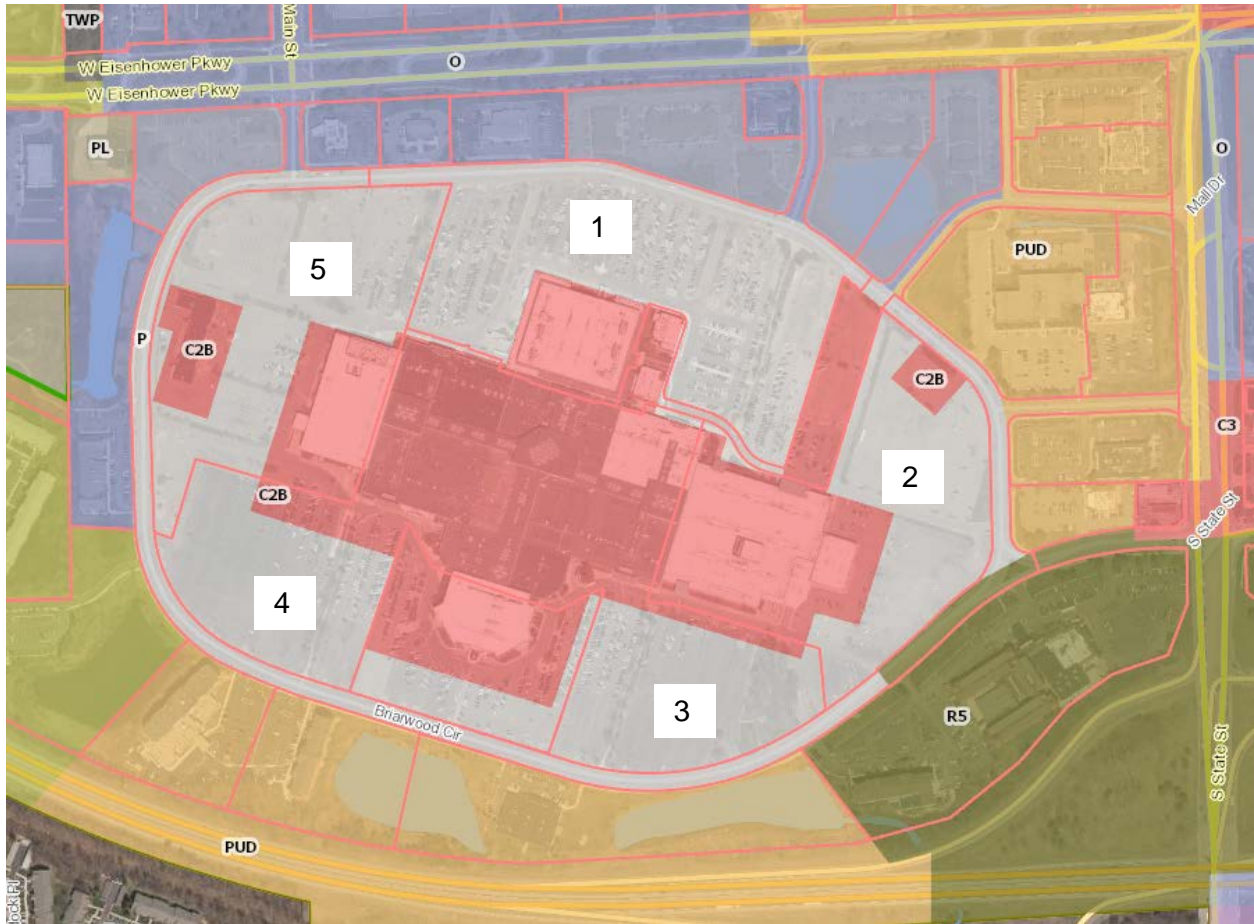 TWP
Main St
W Eisenhower Pkwy
O
W Eisenhower Pkwy
PL
O
Mall Dr
1
PUD
5
P
C2B
C2B
C3
2
C2B
S State St
4
3
Briarwood Cir
R5
S State St
PUD